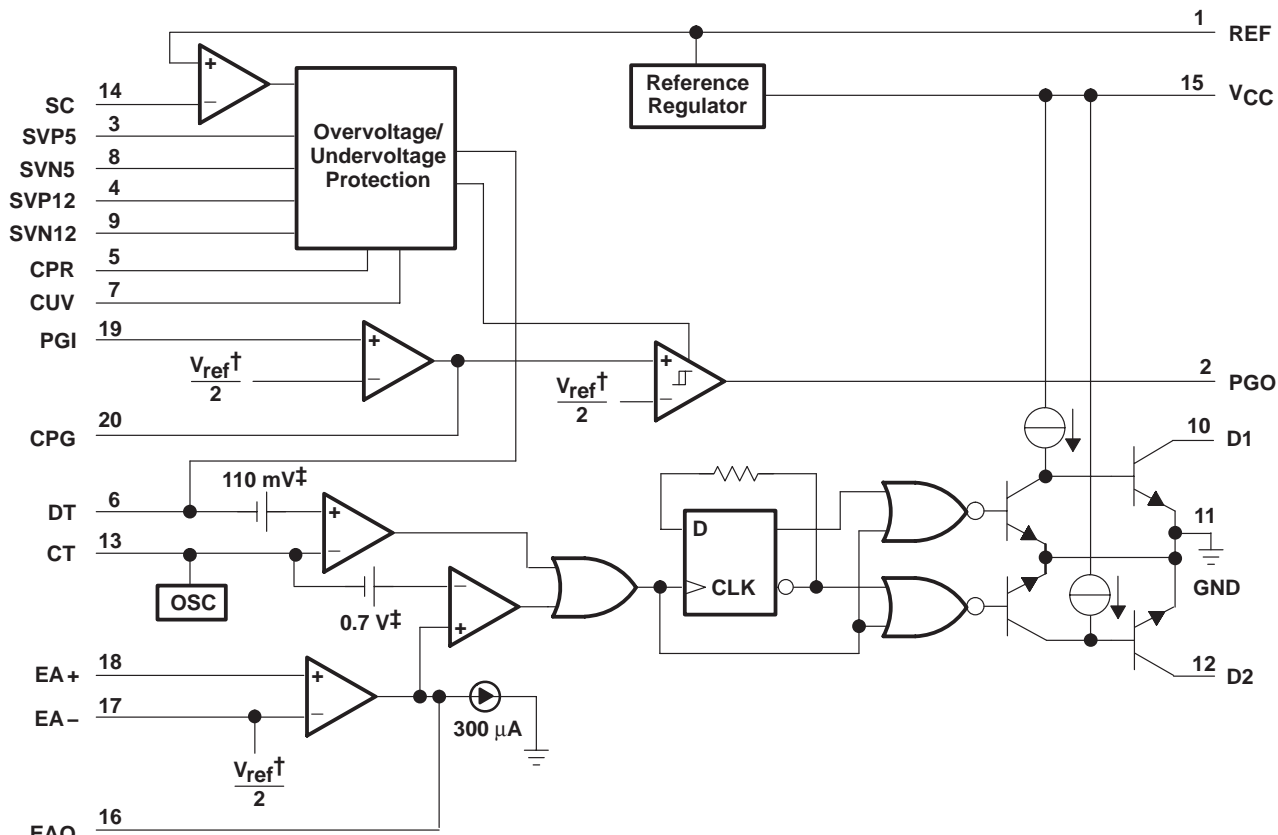 1
REF
Reference
Regulator
15
VCC
+
−
14
SC
3
SVP5
8
SVN5
4
SVP12
9
SVN12
5
CPR
7
CUV
Overvoltage/
Undervoltage
Protection
19
PGI
+
−
Vref†
2
20
CPG
+
−
Vref†
2
2
PGO
10
D1
110 mV‡
6
DT
13
CT
+
−
OSC
0.7 V‡
−
+
D
CLK
11
GND
12
D2
18
EA+
17
EA−
+
−
300 μA
Vref†
2
16